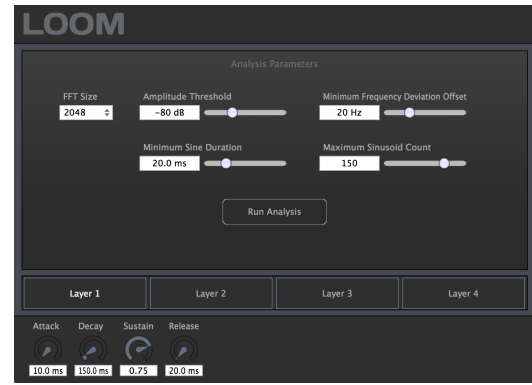 LOOM
Analysis Parameters
FFT Size
2048
Amplitude Threshold
-80 dB
Minimum Frequency Deviation Offset
20 Hz
Minimum Sine Duration
20.0 ms
Maximum Sinusoid Count
150
Run Analysis
Layer 1 Layer 2 Layer 3 Layer 4
Attack Decay Sustain Release
10.0 ms 150.0 ms 0.75 20.0 ms